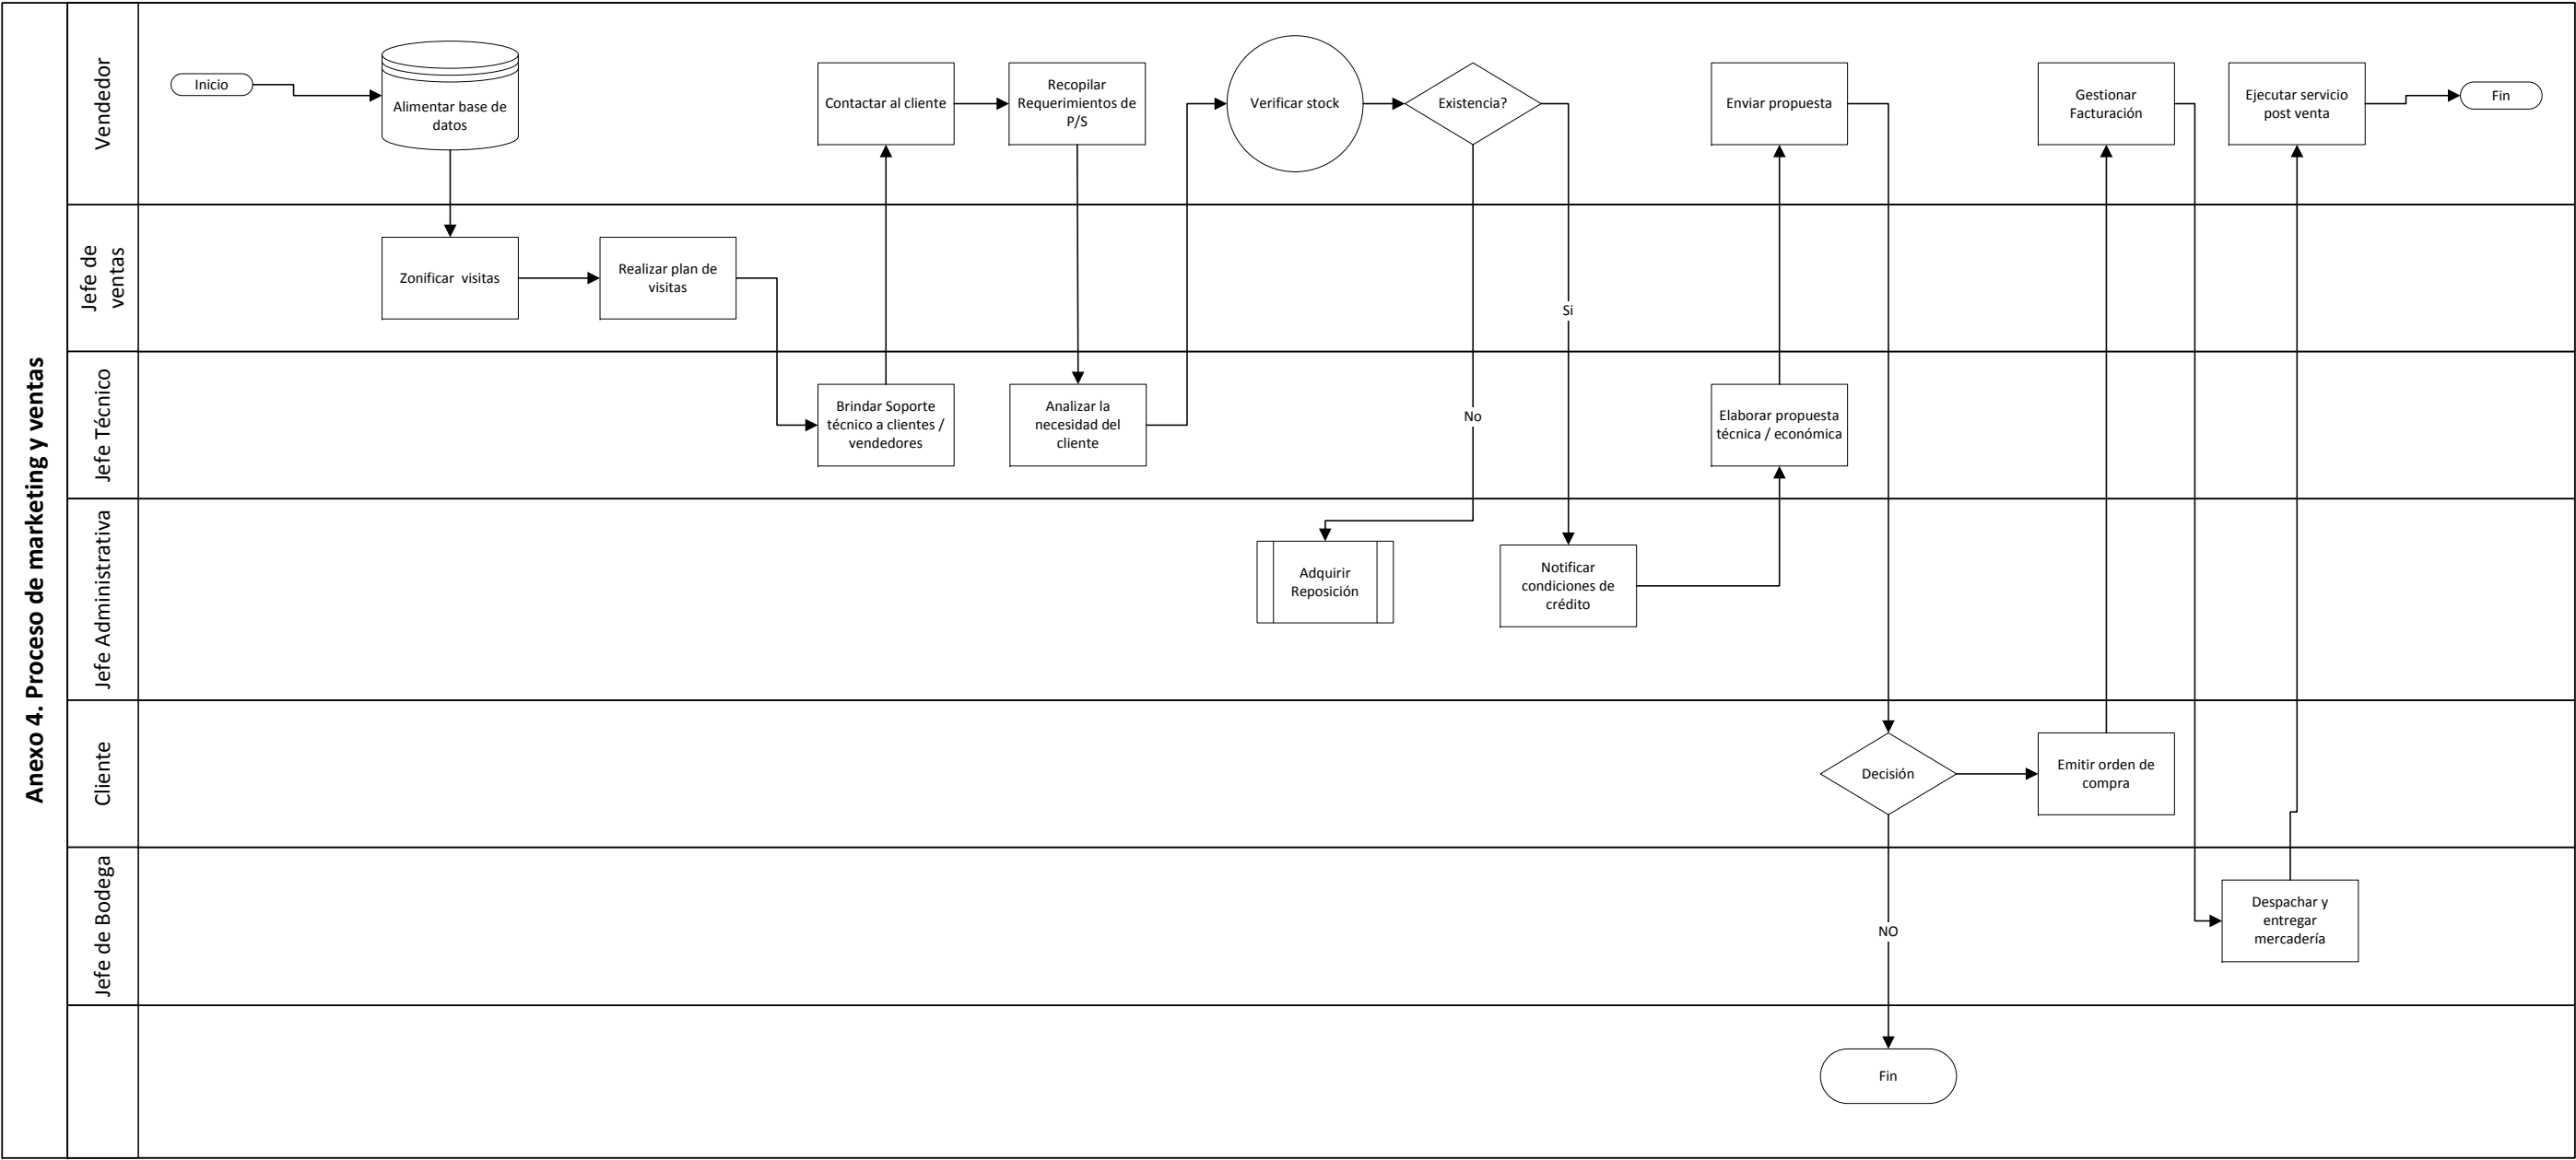 Anexo 4. Proceso de marketing y ventas
Vendedor
Inicio
Alimentar base de
datos
Contactar al cliente
Recopilar
Requerimientos de
P/S
Verificar stock
Existencia?
Enviar propuesta
Gestionar
Facturación
Ejecutar servicio
post venta
Fin
Jefe de
ventas
Zonificar  visitas
Realizar plan de
visitas
Si
Jefe Técnico
Brindar Soporte
técnico a clientes /
vendedores
Analizar la
necesidad del
cliente
No
Elaborar propuesta
técnica / económica
Jefe Administrativa
Adquirir
Reposición
Notificar
condiciones de
crédito
Cliente
Decisión
Emitir orden de
compra
Jefe de Bodega
NO
Despachar y
entregar
mercadería
Fin